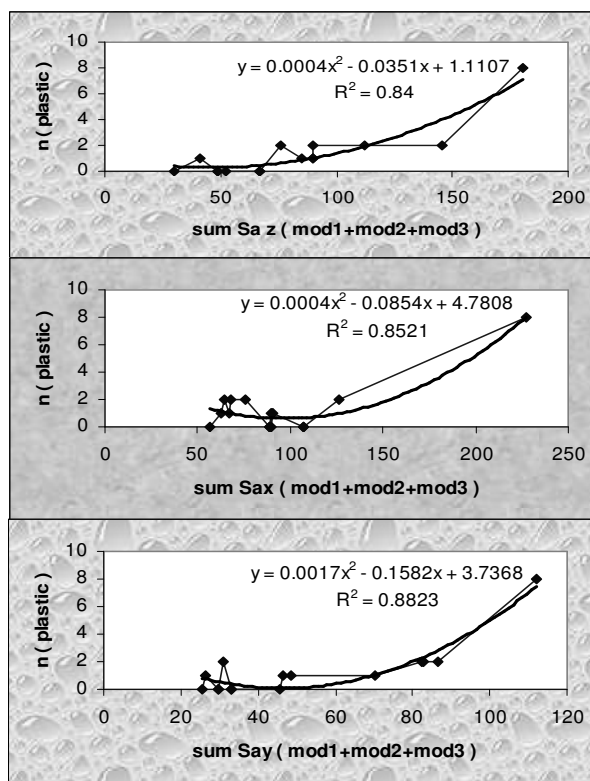 10
8
6
4
2
0
n ( plastic )
y = 0.0004x² - 0.0351x + 1.1107
R² = 0.84
0 50 100 150 200
sum Sa z ( mod1+mod2+mod3 )
10
8
6
4
2
0
n ( plastic )
y = 0.0004x² - 0.0854x + 4.7808
R² = 0.8521
0 50 100 150 200 250
sum Sax ( mod1+mod2+mod3 )
10
8
6
4
2
0
n ( plastic )
y = 0.0017x² - 0.1582x + 3.7368
R² = 0.8823
0 20 40 60 80 100 120
sum Say ( mod1+mod2+mod3 )